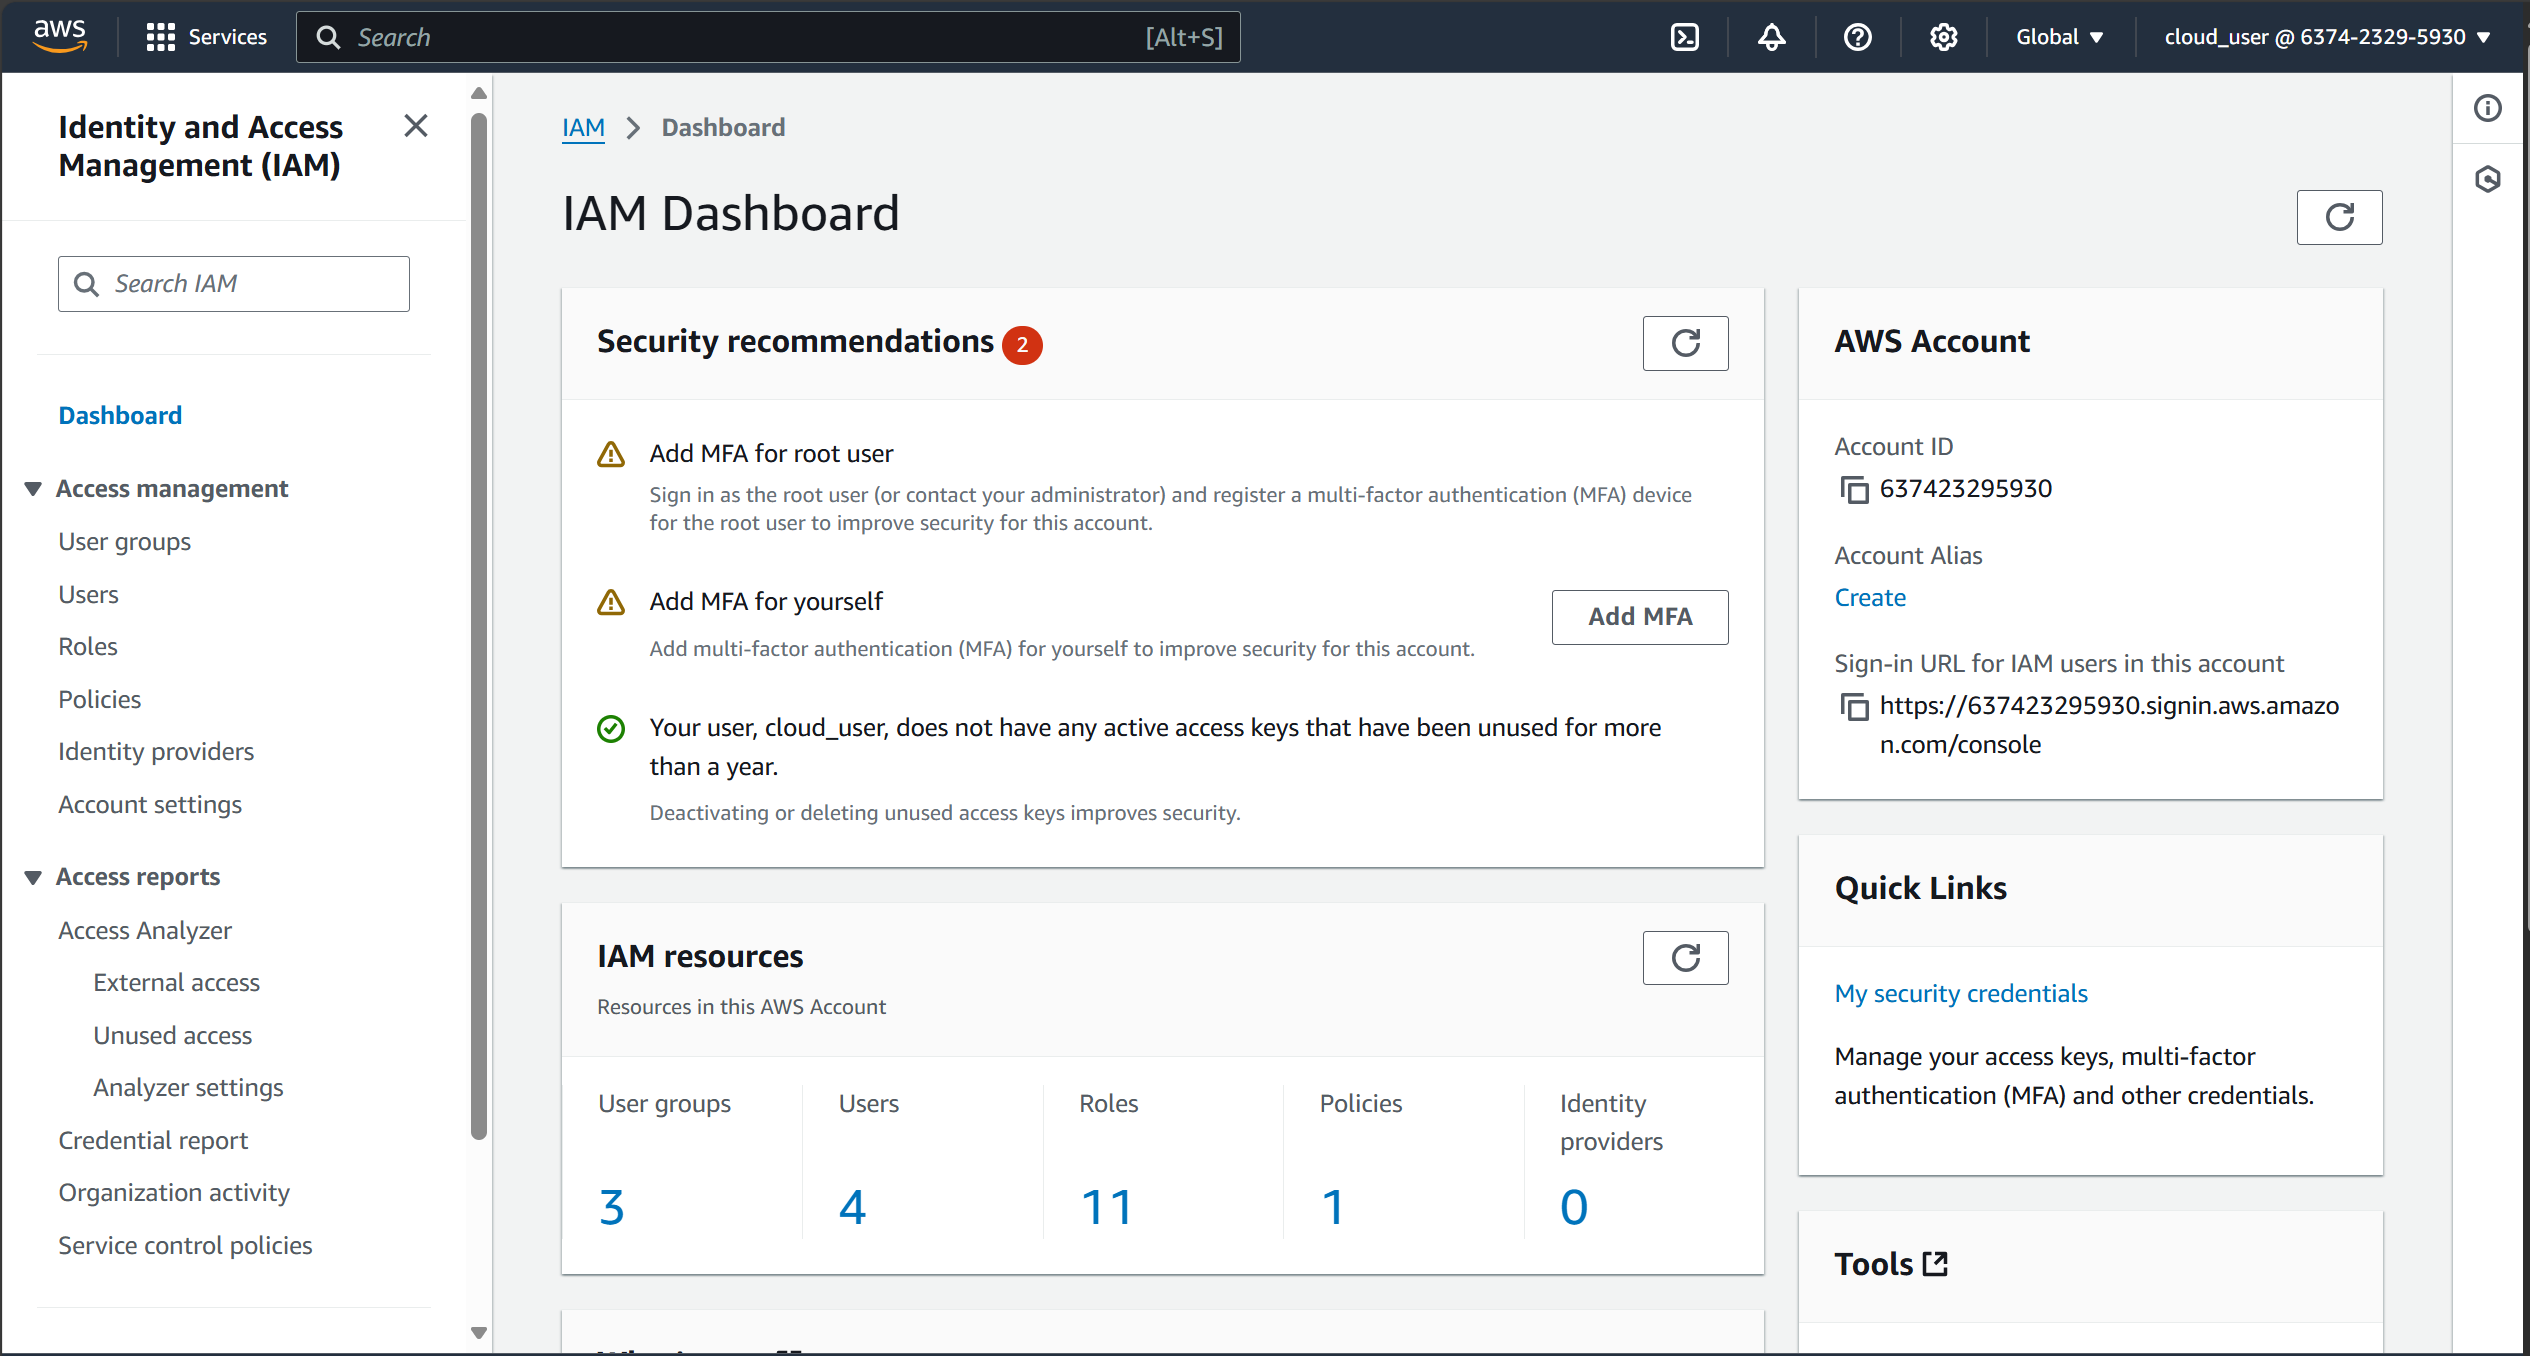 aws
Services
Search
[Alt+S]
Global
cloud_user @ 6374-2329-5930
Identity and Access
Management (IAM)
Search IAM
Dashboard
Access management
User groups
Users
Roles
Policies
Identity providers
Account settings
Access reports
Access Analyzer
External access
Unused access
Analyzer settings
Credential report
Organization activity
Service control policies
IAM
Dashboard
IAM Dashboard
Security recommendations 2
Add MFA for root user
Sign in as the root user (or contact your administrator) and register a multi-factor authentication (MFA) device
for the root user to improve security for this account.
Add MFA for yourself
Add MFA
Add multi-factor authentication (MFA) for yourself to improve security for this account.
Your user, cloud_user, does not have any active access keys that have been unused for more
than a year.
Deactivating or deleting unused access keys improves security.
IAM resources
Resources in this AWS Account
User groups
3
Users
4
Roles
11
Policies
1
Identity
providers
0
AWS Account
Account ID
637423295930
Account Alias
Create
Sign-in URL for IAM users in this account
https://637423295930.signin.aws.amazo
n.com/console
Quick Links
My security credentials
Manage your access keys, multi-factor
authentication (MFA) and other credentials.
Tools